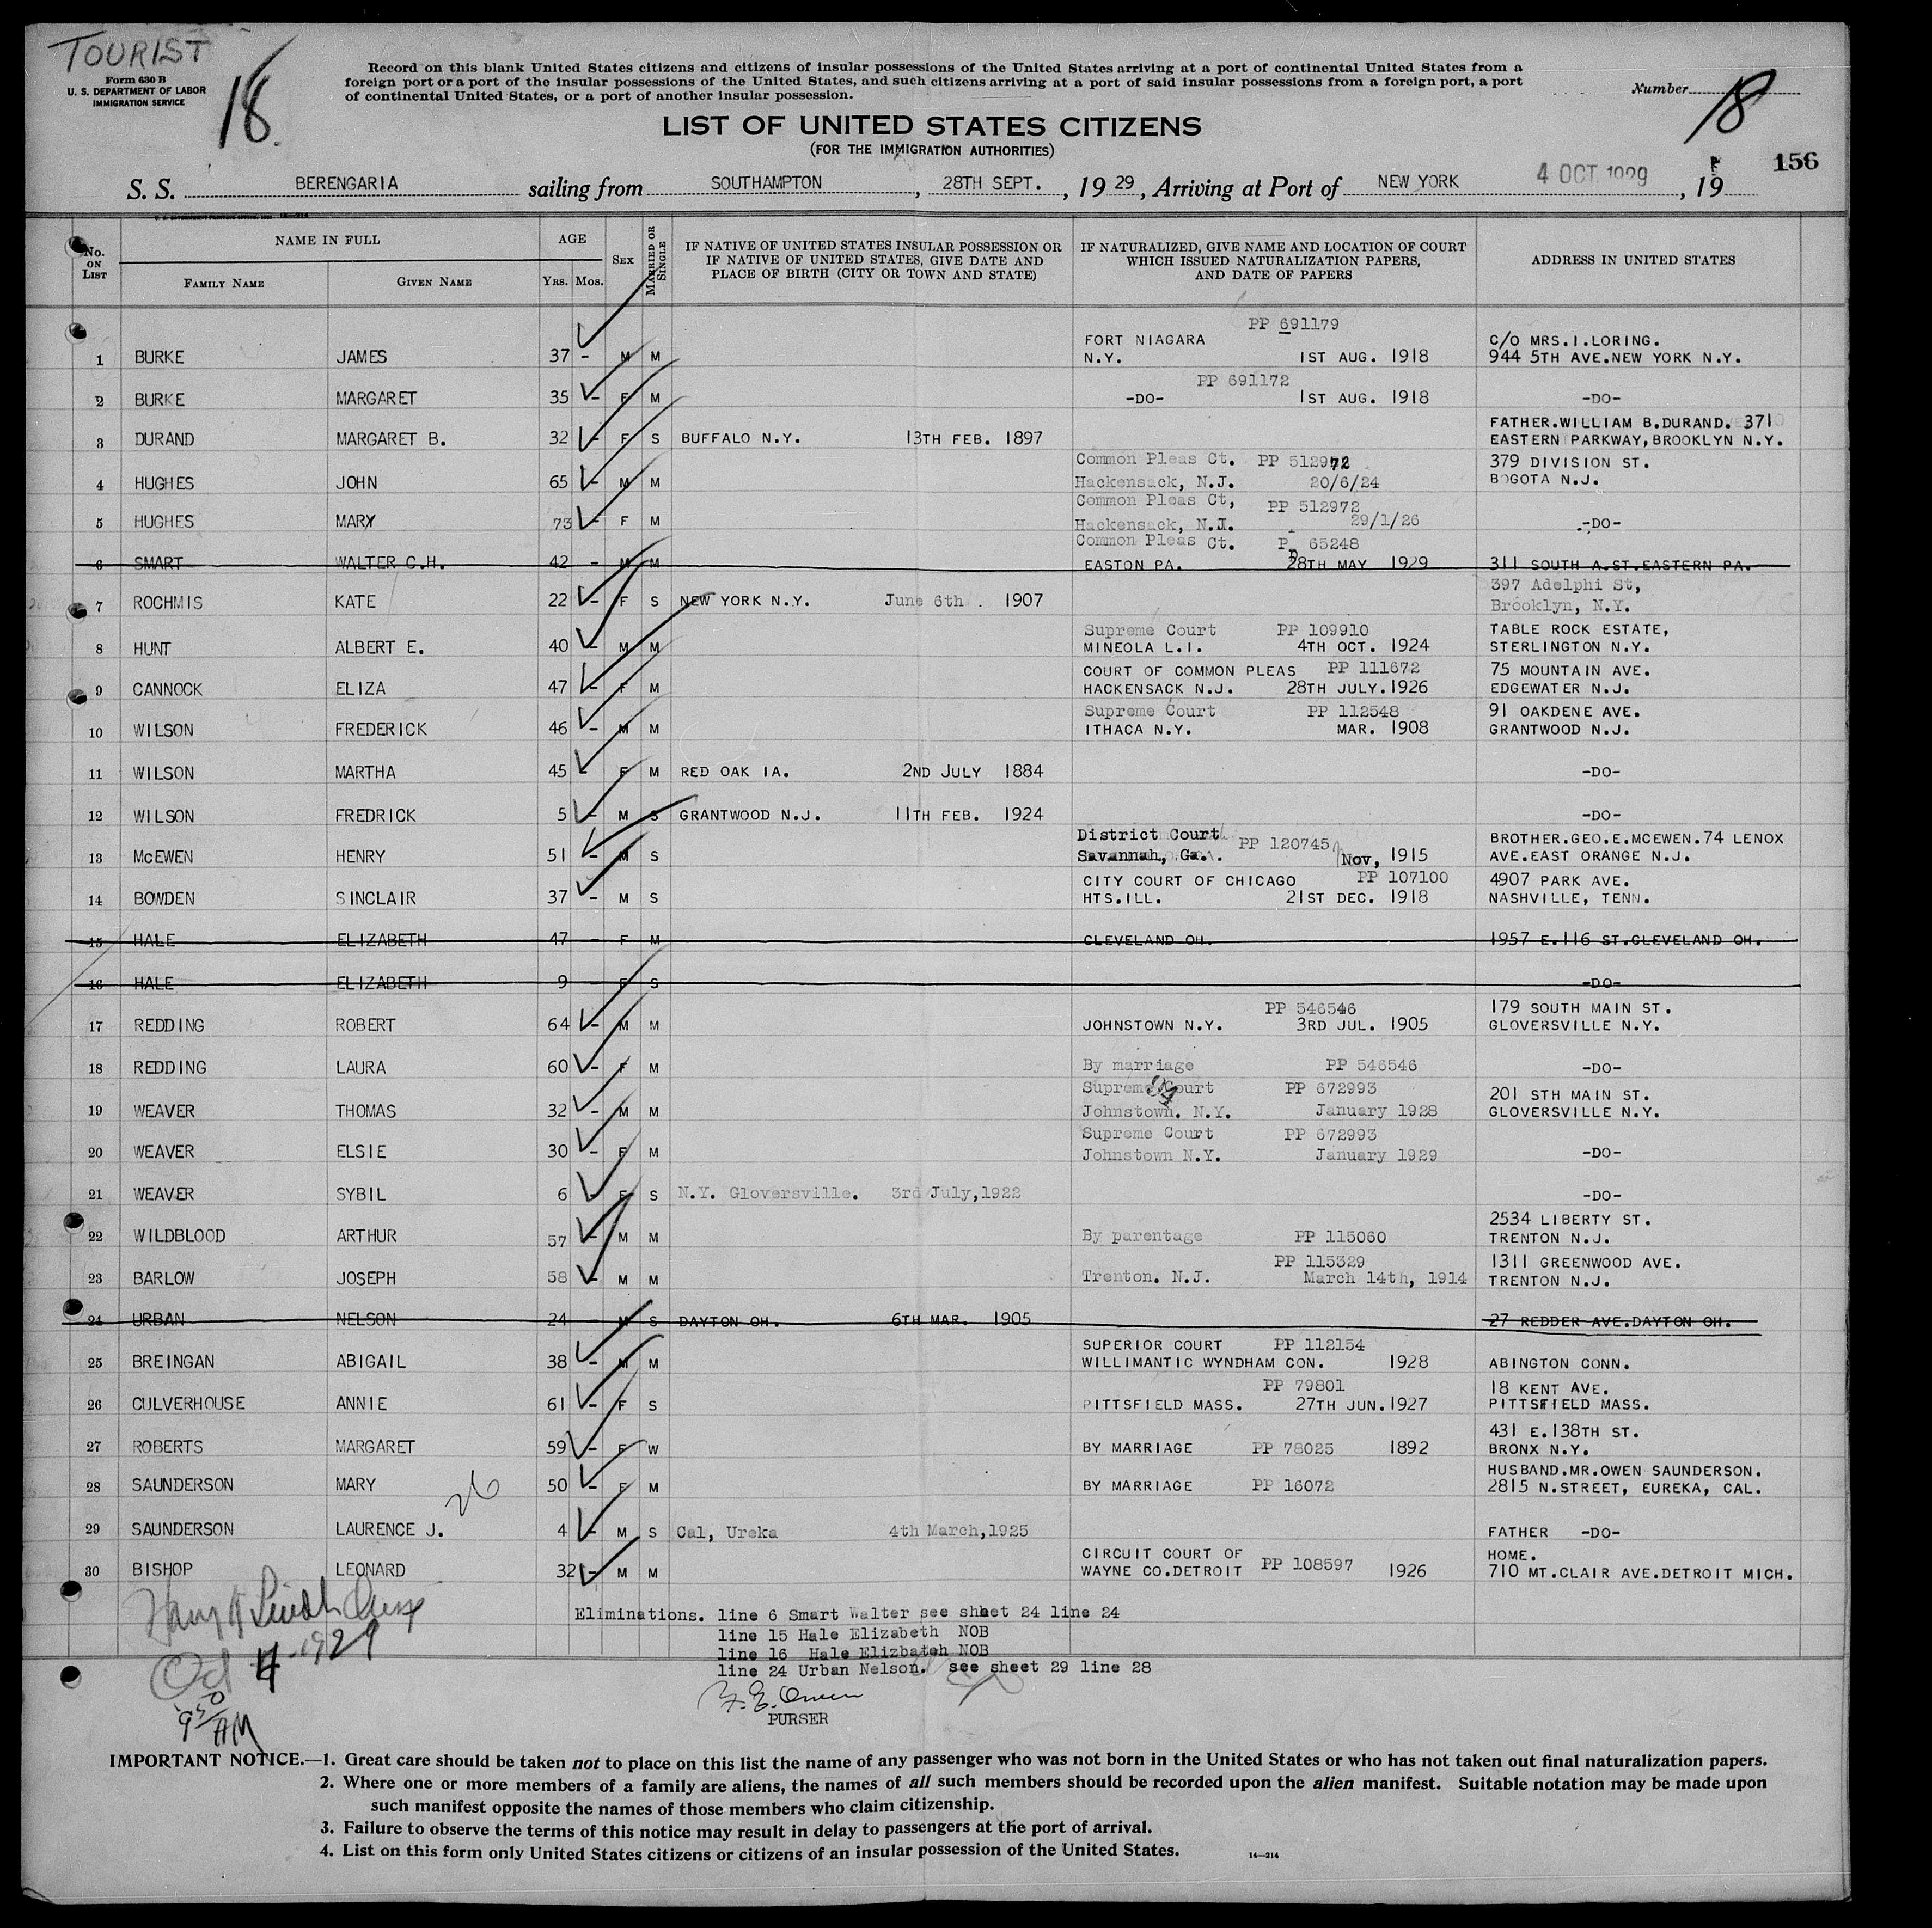 TOURIST
Form 630 B
U. S. DEPARTMENT OF LABOR
IMMIGRATION SERVICE
18.
Record on this blank United States citizens and citizens of insular possessions of the United States arriving at a port of continental United States from a
foreign port or a port of the insular possessions of the United States, and such citizens arriving at a port of said insular possessions from a foreign port, a port
of continental United States, or a port of another insular possession.
Number 18
LIST OF UNITED STATES CITIZENS
(FOR THE IMMIGRATION AUTHORITIES)
156
S. S. BERENGARIA sailing from SOUTHAMPTON, 28TH SEPT., 19 29, Arriving at Port of NEW YORK 4 OCT 1929, 19
No. ON LIST
NAME IN FULL
FAMILY NAME GIVEN NAME
AGE
YRS. MOS.
SEX
MARRIED OR SINGLE
IF NATIVE OF UNITED STATES INSULAR POSSESSION OR
IF NATIVE OF UNITED STATES, GIVE DATE AND
PLACE OF BIRTH (CITY OR TOWN AND STATE)
IF NATURALIZED, GIVE NAME AND LOCATION OF COURT
WHICH ISSUED NATURALIZATION PAPERS,
AND DATE OF PAPERS
ADDRESS IN UNITED STATES
PP 691179
FORT NIAGARA C/O MRS.I.LORING.
1 BURKE JAMES 37 - M M N.Y. 1ST AUG. 1918 944 5TH AVE.NEW YORK N.Y.
PP 691172
2 BURKE MARGARET 35 - F M -DO- 1ST AUG. 1918 -DO-
FATHER.WILLIAM B.DURAND. 371
3 DURAND MARGARET B. 32 - F S BUFFALO N.Y. 13TH FEB. 1897 EASTERN PARKWAY,BROOKLYN N.Y.
Common Pleas Ct. PP 512972 379 DIVISION ST.
4 HUGHES JOHN 65 - M M Hackensack, N.J. 20/6/24 BOGOTA N.J.
Common Pleas Ct, PP 512972
5 HUGHES MARY 73 - F M Hackensack, N.J. 29/1/26 -DO-
Common Pleas Ct. P 65248
6 SMART WALTER C.H. 42 - M M EASTON PA. 28TH MAY 1929 311 SOUTH A.ST.EASTERN PA.
397 Adelphi St,
7 ROCHMIS KATE 22 - F S NEW YORK N.Y. June 6th . 1907 Brooklyn, N.Y.
Supreme Court PP 109910 TABLE ROCK ESTATE,
8 HUNT ALBERT E. 40 - M M MINEOLA L.I. 4TH OCT. 1924 STERLINGTON N.Y.
COURT OF COMMON PLEAS PP 111672 75 MOUNTAIN AVE.
9 CANNOCK ELIZA 47 - F M HACKENSACK N.J. 28TH JULY.1926 EDGEWATER N.J.
Supreme Court PP 112548 91 OAKDENE AVE.
10 WILSON FREDERICK 46 - M M ITHACA N.Y. MAR. 1908 GRANTWOOD N.J.
11 WILSON MARTHA 45 - F M RED OAK IA. 2ND JULY 1884 -DO-
12 WILSON FREDRICK 5 - M S GRANTWOOD N.J. 11TH FEB. 1924 -DO-
District Court PP 120745 BROTHER.GEO.E.MCEWEN.74 LENOX
13 McEWEN HENRY 51 - M S Savannah, Ga. Nov, 1915 AVE.EAST ORANGE N.J.
CITY COURT OF CHICAGO PP 107100 4907 PARK AVE.
14 BOWDEN SINCLAIR 37 - M S HTS.ILL. 21ST DEC. 1918 NASHVILLE, TENN.
15 HALE ELIZABETH 47 - F M CLEVELAND OH. 1957 E.116 ST.CLEVELAND OH.
16 HALE ELIZABETH 9 - F S -DO-
PP 546546 179 SOUTH MAIN ST.
17 REDDING ROBERT 64 - M M JOHNSTOWN N.Y. 3RD JUL. 1905 GLOVERSVILLE N.Y.
18 REDDING LAURA 60 - F M By marriage PP 546546 -DO-
Supreme Court PP 672993 201 STH MAIN ST.
19 WEAVER THOMAS 32 - M M Johnstown. N.Y. January 1928 GLOVERSVILLE N.Y.
Supreme Court PP 672993
20 WEAVER ELSIE 30 - F M Johnstown N.Y. January 1929 -DO-
21 WEAVER SYBIL 6 - F S N.Y. Gloversville. 3rd July,1922 -DO-
2534 LIBERTY ST.
22 WILDBLOOD ARTHUR 57 - M M By parentage PP 115060 TRENTON N.J.
PP 115329 1311 GREENWOOD AVE.
23 BARLOW JOSEPH 58 - M M Trenton. N.J. March 14th, 1914 TRENTON N.J.
24 URBAN NELSON 24 - M S DAYTON OH. 6TH MAR. 1905 27 REDDER AVE.DAYTON OH.
SUPERIOR COURT PP 112154
25 BREINGAN ABIGAIL 38 - M M WILLIMANTIC WYNDHAM CON. 1928 ABINGTON CONN.
PP 79801 18 KENT AVE.
26 CULVERHOUSE ANNIE 61 - F S PITTSFIELD MASS. 27TH JUN.1927 PITTSFIELD MASS.
431 E.138TH ST.
27 ROBERTS MARGARET 59 - F W BY MARRIAGE PP 78025 1892 BRONX N.Y.
HUSBAND.MR.OWEN SAUNDERSON.
28 SAUNDERSON MARY 50 - F M BY MARRIAGE PP 16072 2815 N.STREET, EUREKA, CAL.
26
29 SAUNDERSON LAURENCE J. 4 - M S Cal, Ureka 4th March,1925 FATHER -DO-
CIRCUIT COURT OF PP 108597 HOME.
30 BISHOP LEONARD 32 - M M WAYNE CO.DETROIT 1926 710 MT.CLAIR AVE.DETROIT MICH.
Eliminations. line 6 Smart Walter see sheet 24 line 24
line 15 Hale Elizabeth NOB
line 16 Hale Elizbateh NOB
line 24 Urban Nelson. see sheet 29 line 28
Oct 4 - 1929
9 30 AM
PURSER
IMPORTANT NOTICE.—1. Great care should be taken not to place on this list the name of any passenger who was not born in the United States or who has not taken out final naturalization papers.
2. Where one or more members of a family are aliens, the names of all such members should be recorded upon the alien manifest. Suitable notation may be made upon
such manifest opposite the names of those members who claim citizenship.
3. Failure to observe the terms of this notice may result in delay to passengers at the port of arrival.
4. List on this form only United States citizens or citizens of an insular possession of the United States.
14—214